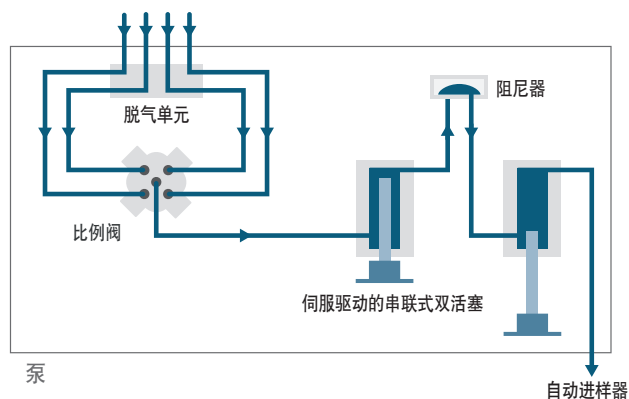 阻尼器
脱气单元
比例阀
伺服驱动的串联式双活塞
泵
自动进样器